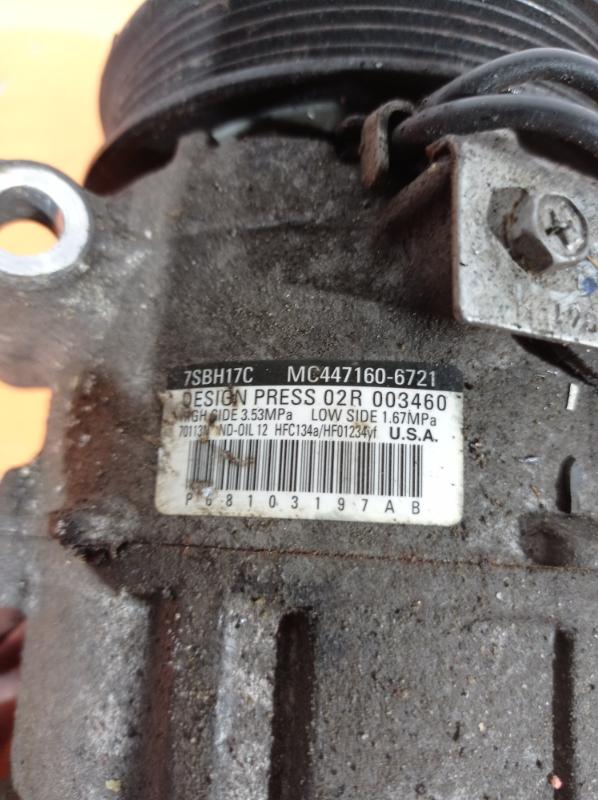 7SBH17C MC447160-6721
DESIGN PRESS 02R 003460
HIGH SIDE 3.53MPa LOW SIDE 1.67MPa
ND-OIL 12 HFC134a/HFO1234yf U.S.A.
P68103197AB